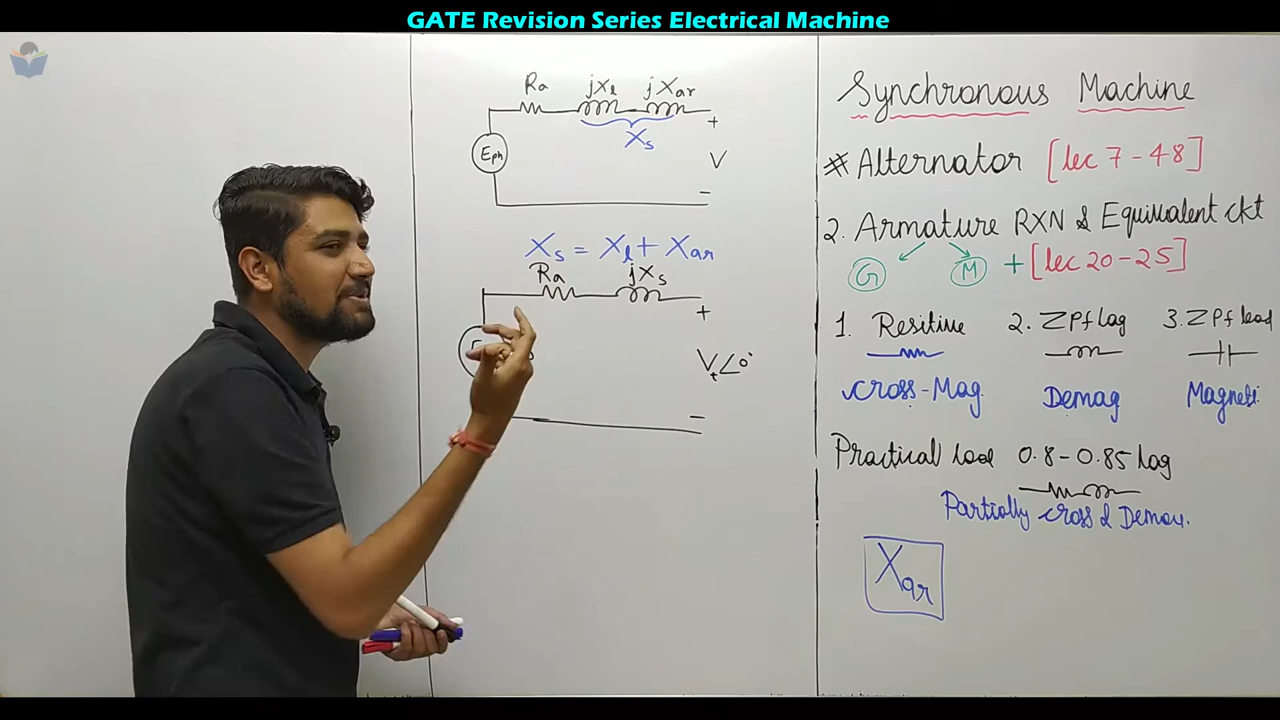 GATE Revision Series Electrical Machine
Ra jXl jXar
Xs
Eph
+
V
-
Xs = Xl + Xar
Ra jXs
+
Vt∠0°
-
Synchronous Machine
* Alternator [lec 7-48]
2. Armature RXN & Equivalent ckt
G M + [lec 20-25]
1. Resitive 2. ZPf lag 3. ZPf lead
Cross-Mag. Demag Magneti.
Practical load 0.8-0.85 lag
Partially cross & Demag.
Xar